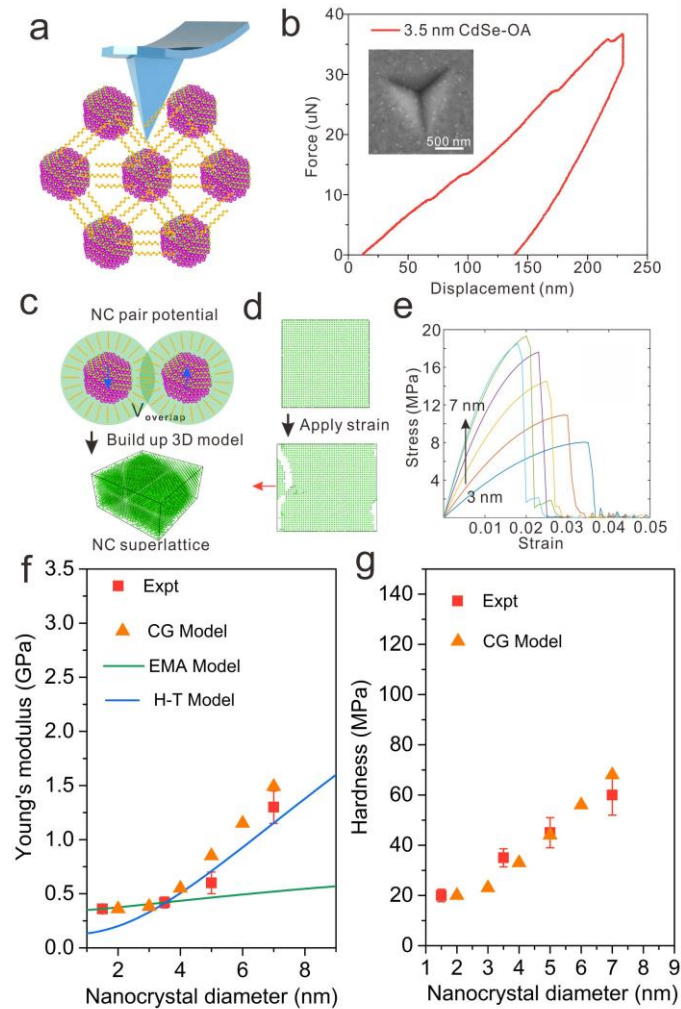 a
b
3.5 nm CdSe-OA
500 nm
Force (uN)
40
30
20
10
0
0 50 100 150 200 250
Displacement (nm)
c
NC pair potential
Voverlap
Build up 3D model
NC superlattice
d
Apply strain
e
Stress (MPa)
20
16
12
8
4
7 nm
3 nm
0.01 0.02 0.03 0.04 0.05
Strain
f
Expt
CG Model
EMA Model
H-T Model
Young's modulus (GPa)
3.5
3.0
2.5
2.0
1.5
1.0
0.5
0.0
2 4 6 8
Nanocrystal diameter (nm)
g
Expt
CG Model
Hardness (MPa)
140
120
100
80
60
40
20
0
1 2 3 4 5 6 7 8 9
Nanocrystal diameter (nm)